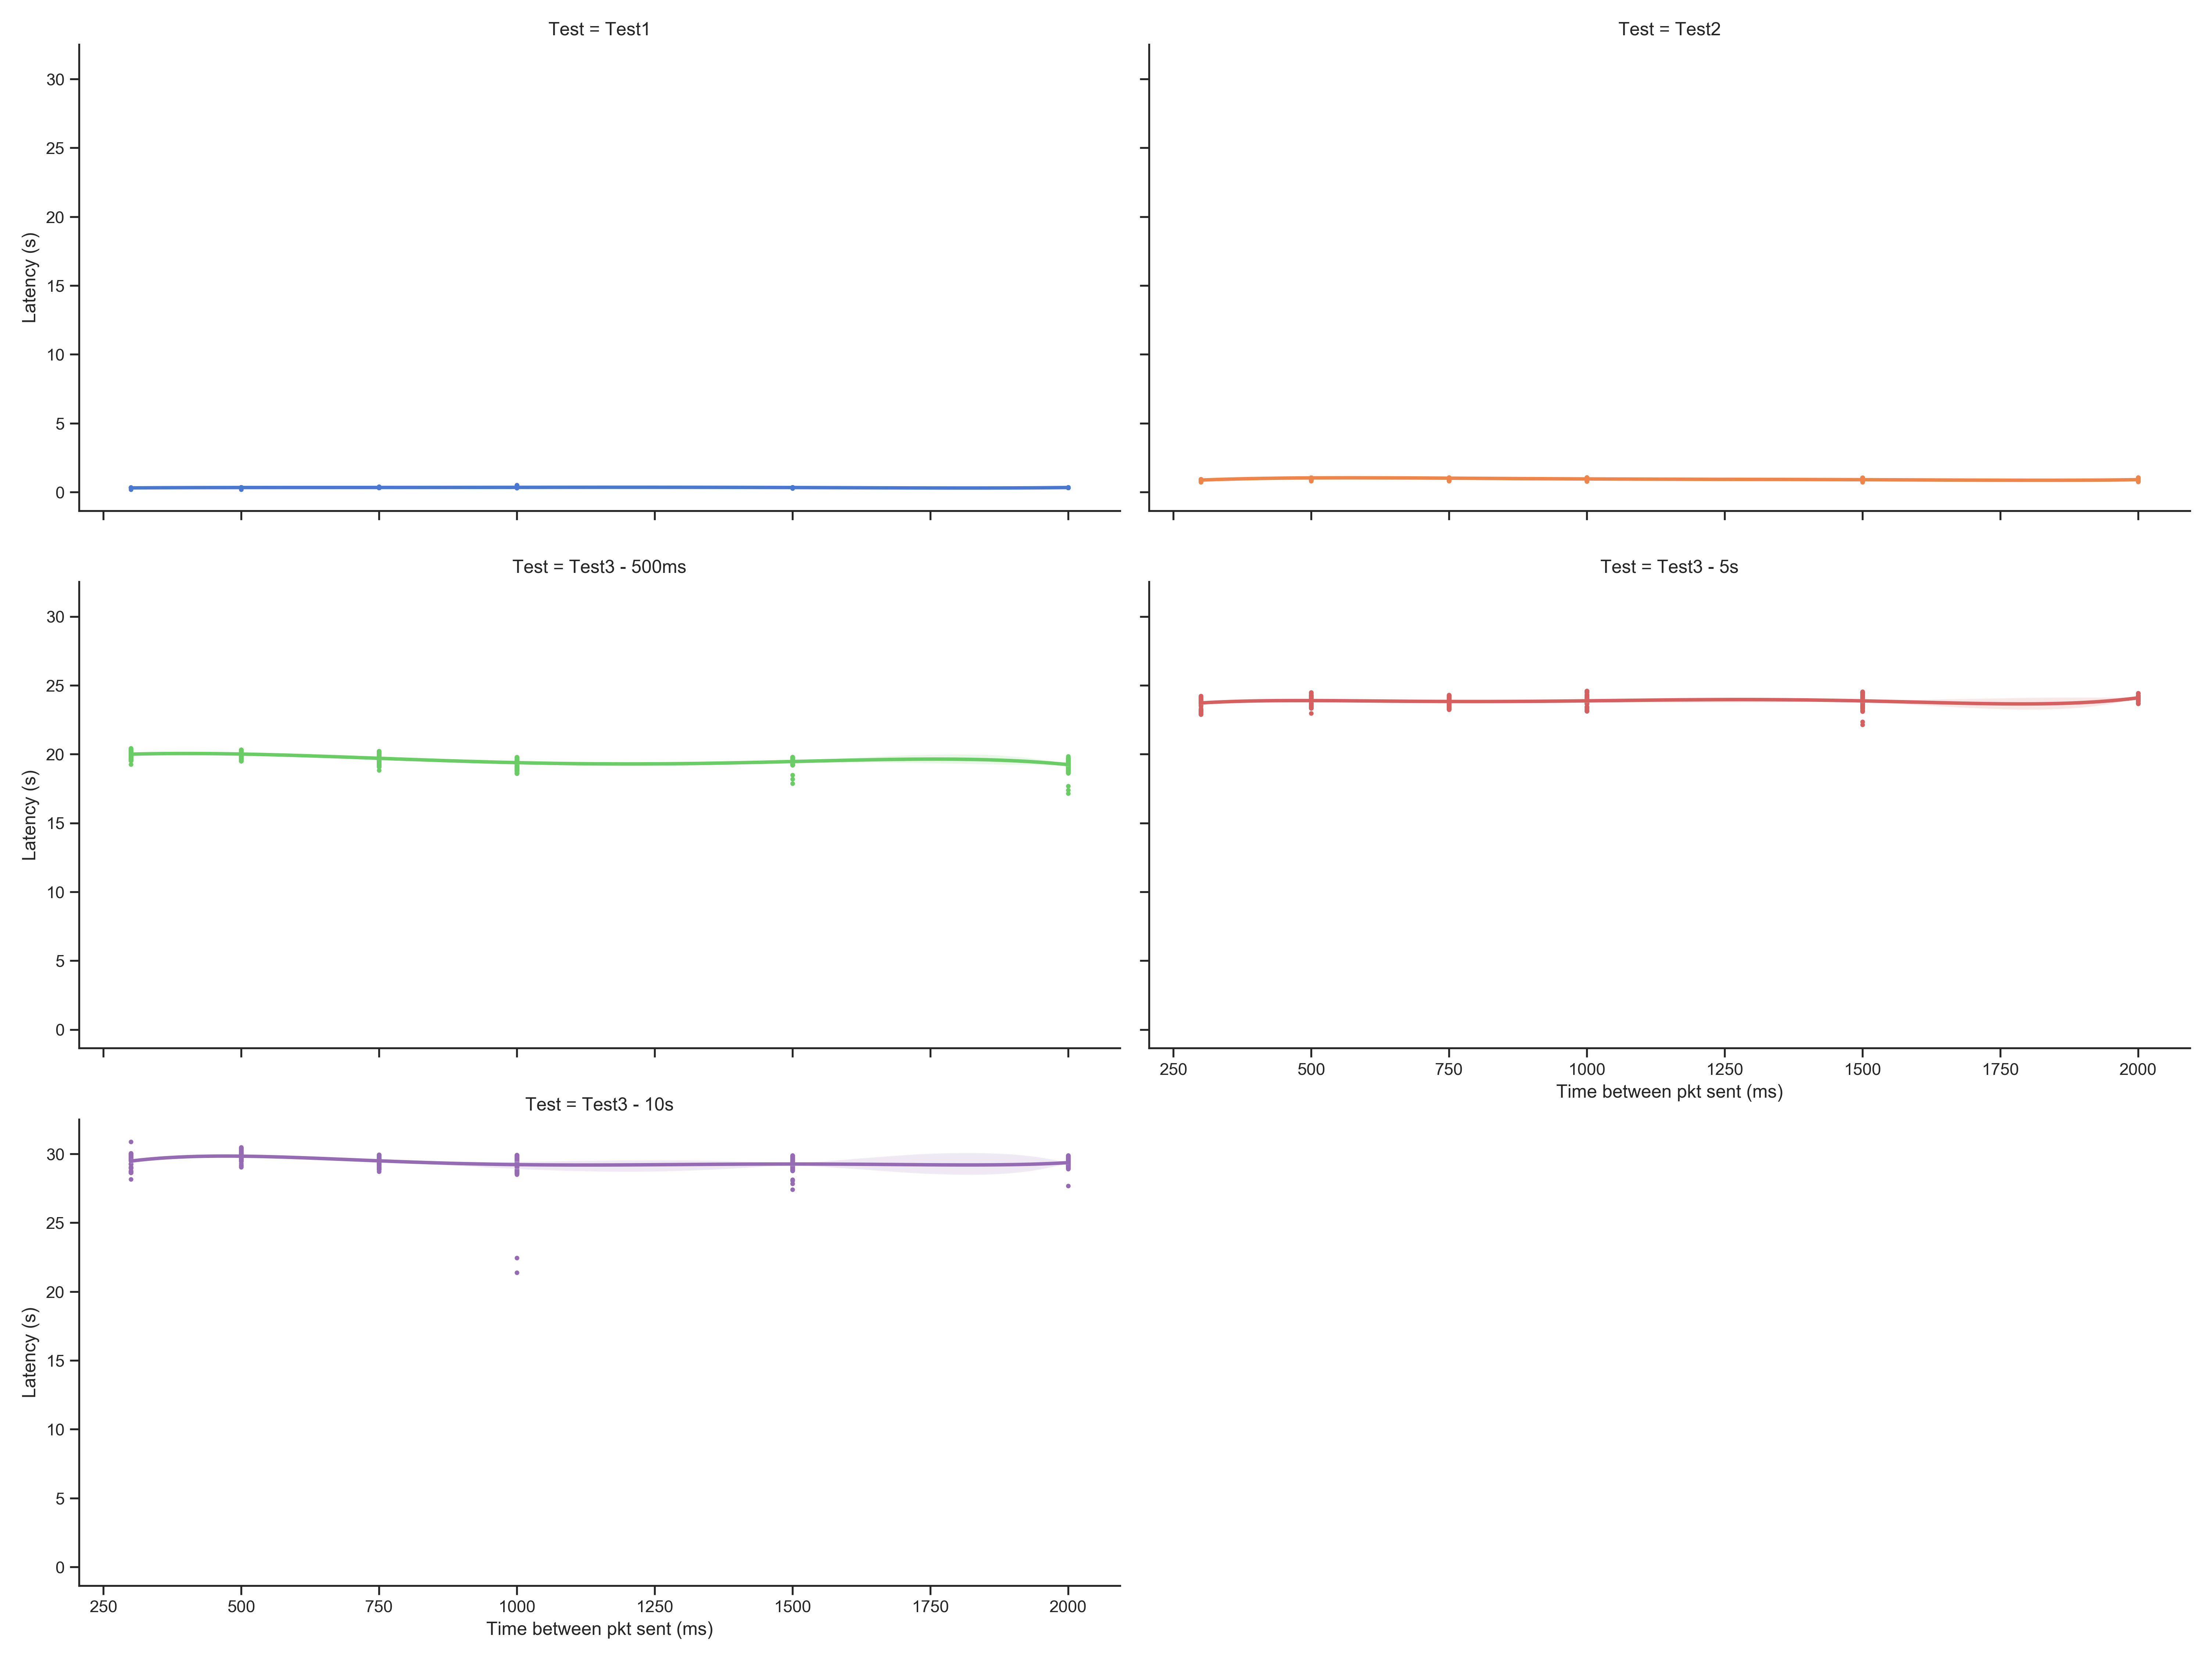 Test = Test1
30
25
20
15
10
5
0
Latency (s)
Test = Test2
Test = Test3 - 500ms
30
25
20
15
10
5
0
Latency (s)
Test = Test3 - 5s
250 500 750 1000 1250 1500 1750 2000
Time between pkt sent (ms)
Test = Test3 - 10s
30
25
20
15
10
5
0
Latency (s)
250 500 750 1000 1250 1500 1750 2000
Time between pkt sent (ms)